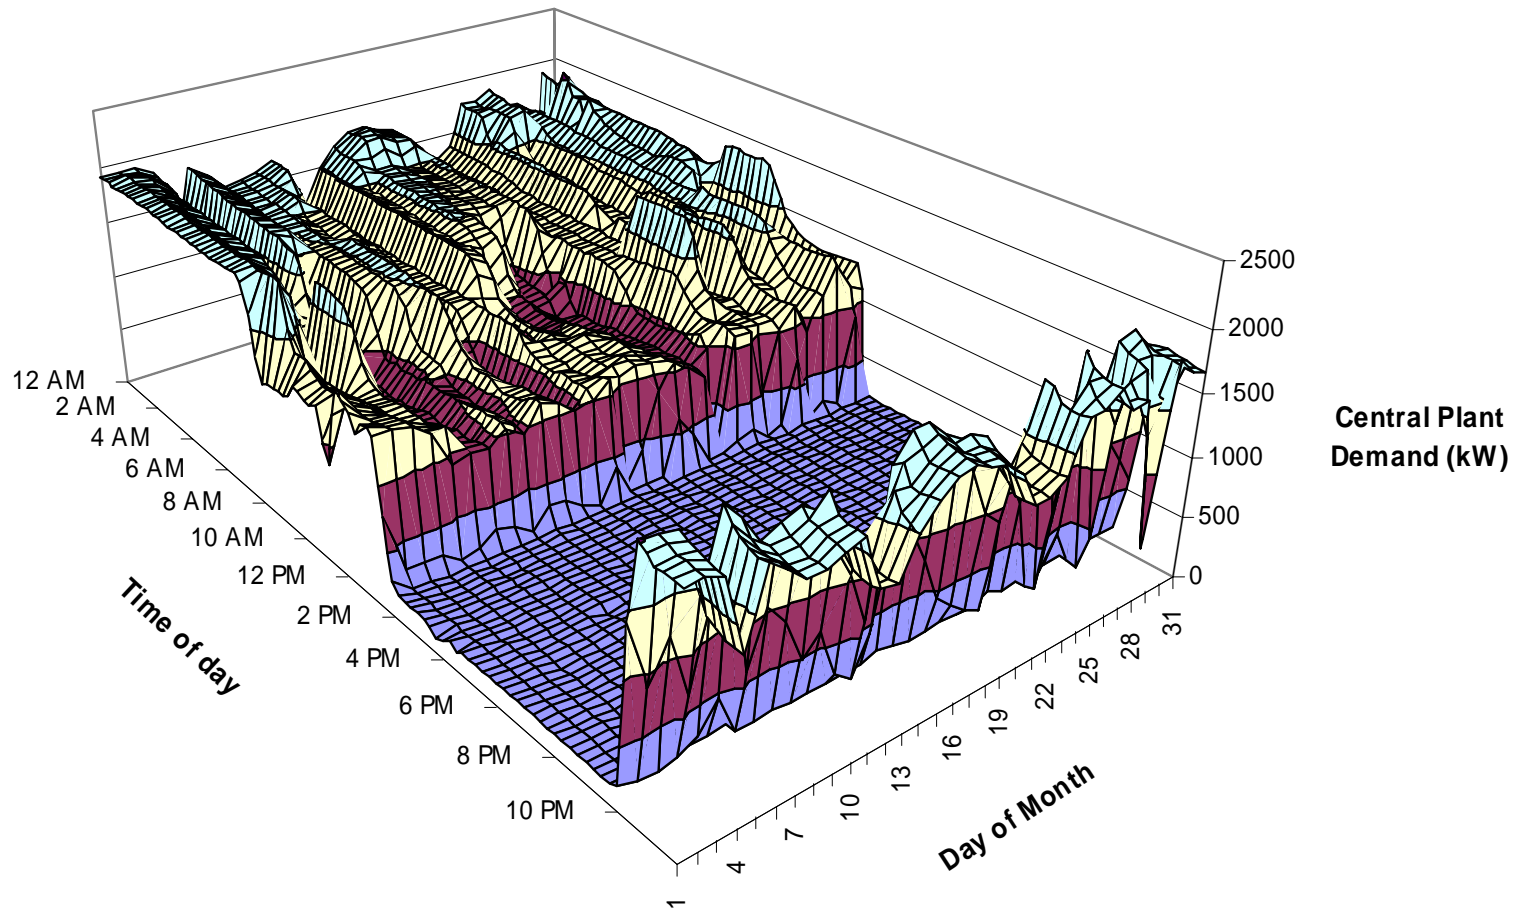 2500
2000
1500
1000
500
0
Central Plant
Demand (kW)
12 AM
2 AM
4 AM
6 AM
8 AM
10 AM
12 PM
2 PM
4 PM
6 PM
8 PM
10 PM
Time of day
1
4
7
10
13
16
19
22
25
28
31
Day of Month